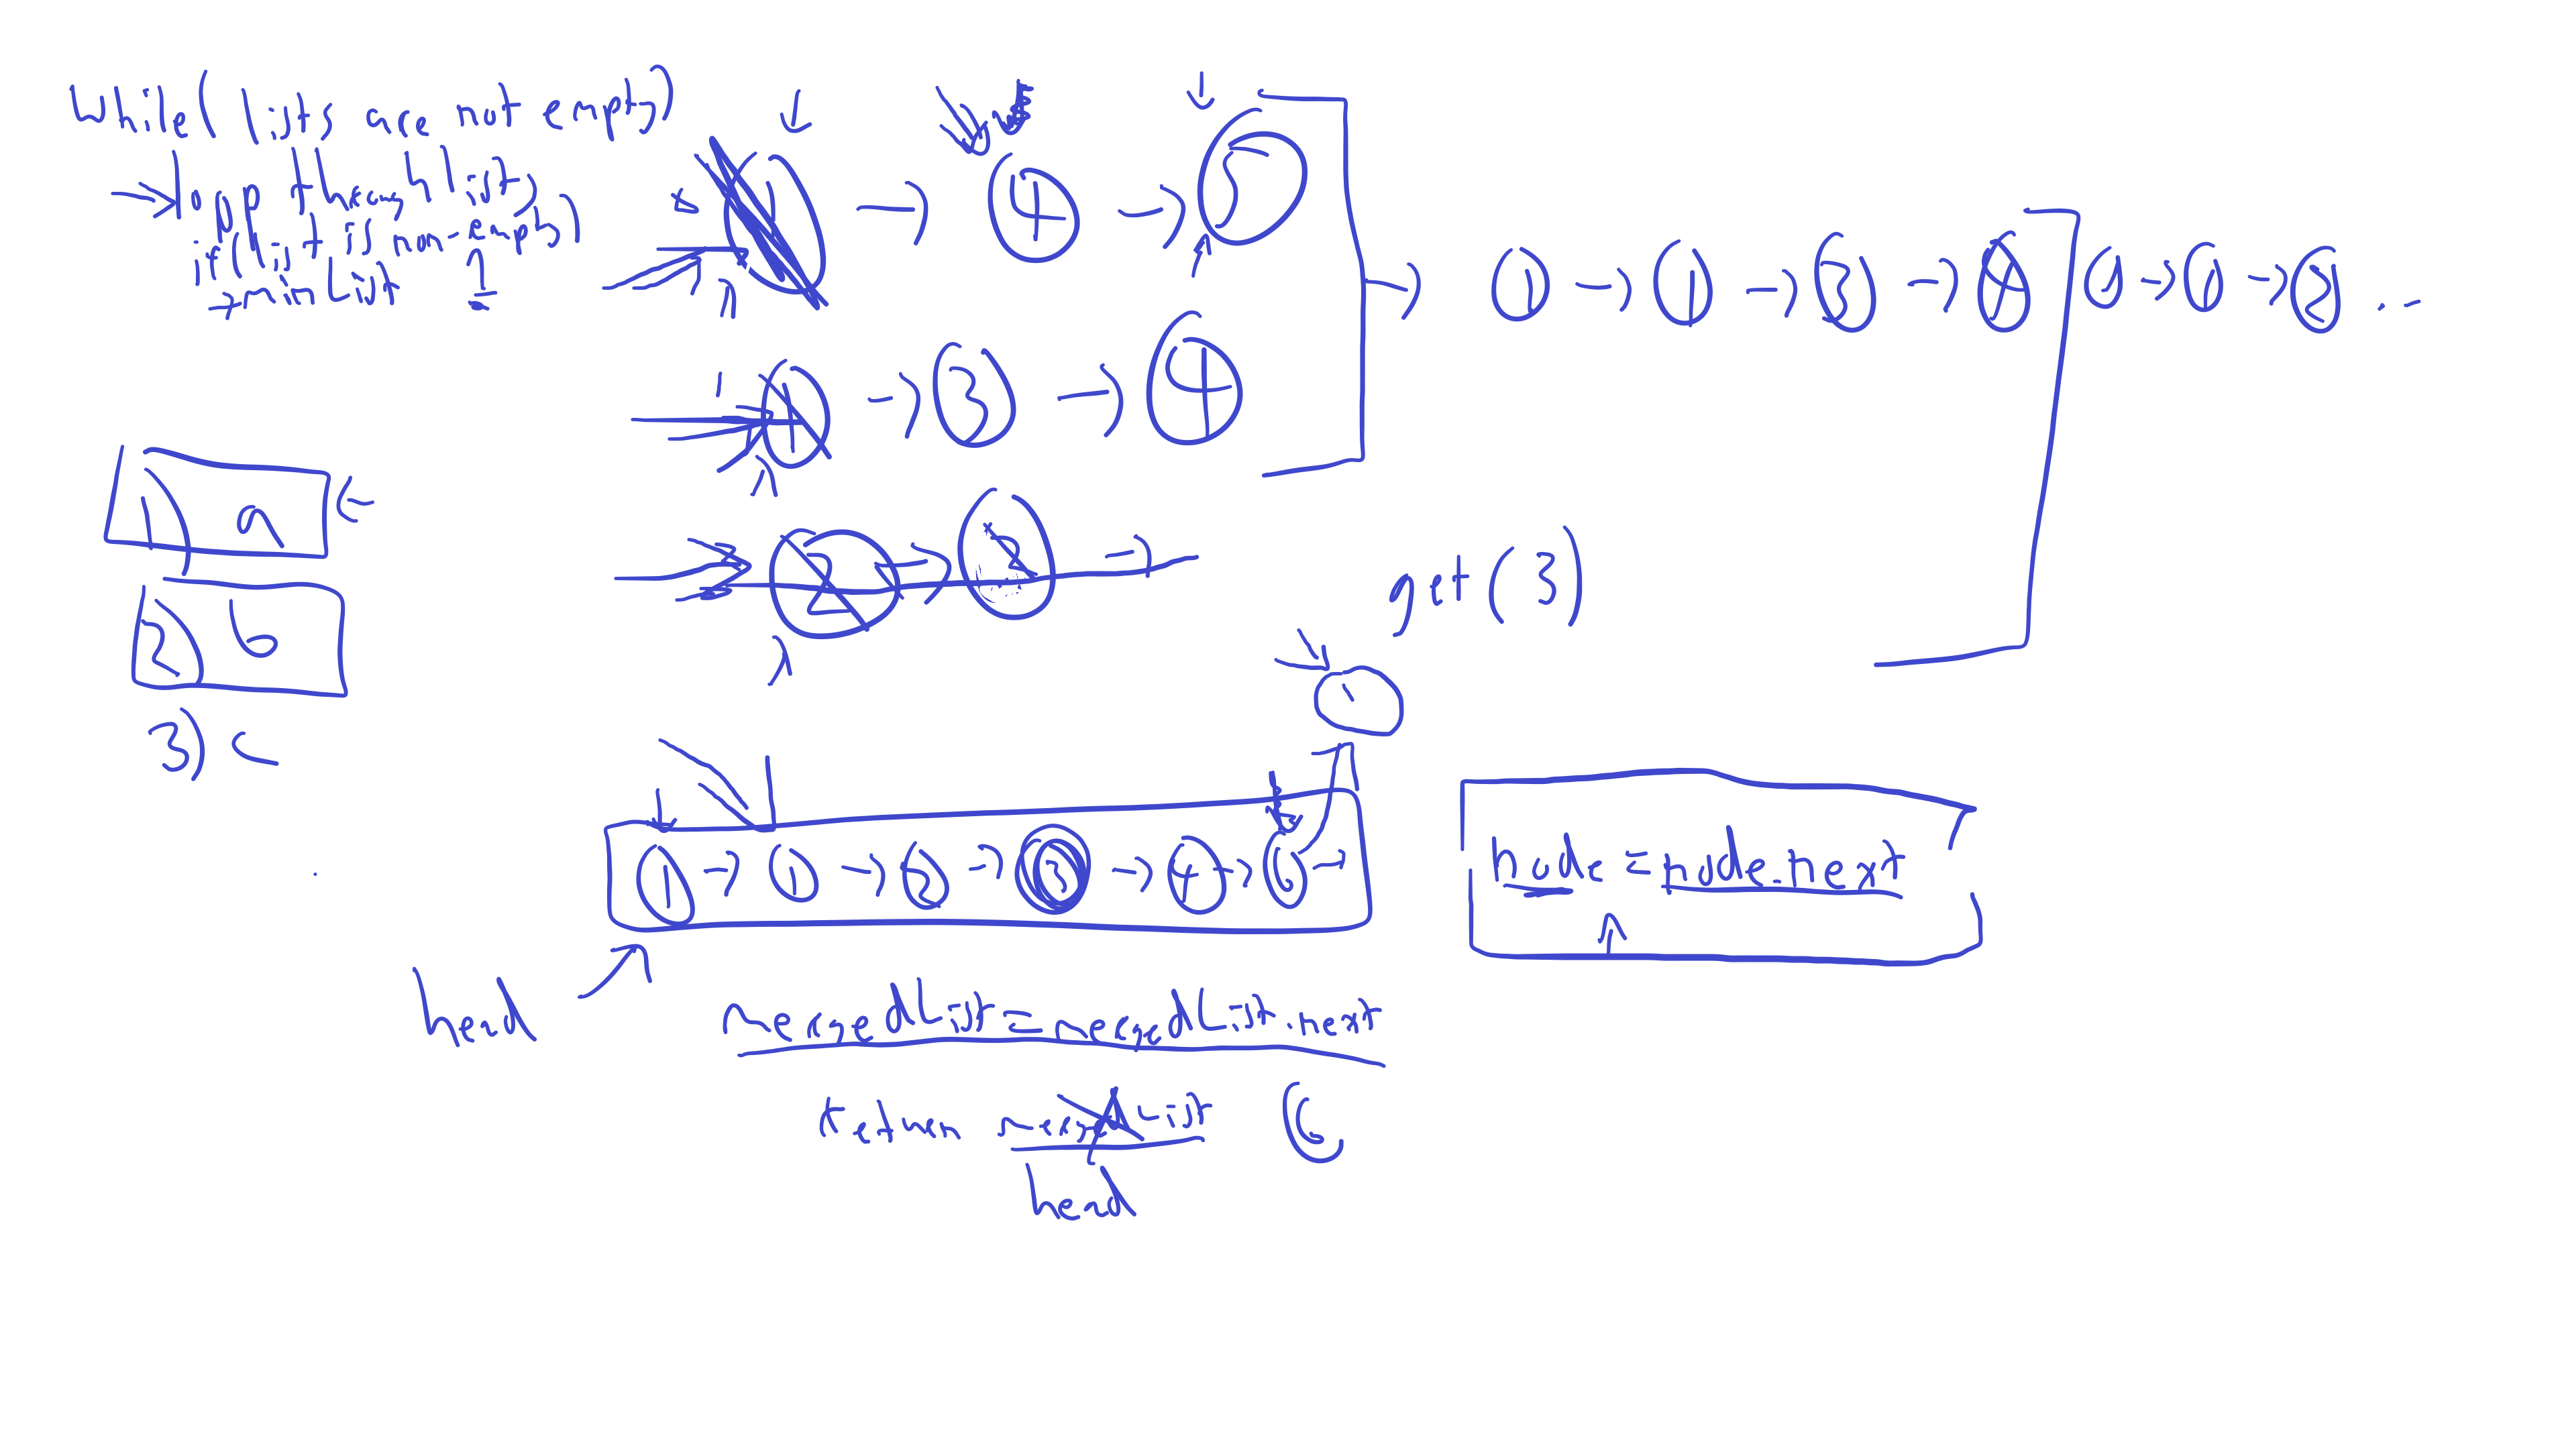 while( lists are not empty)
→ loop through list)
if(list is non-empty)
→ minList 1
1 → 4 → 5
→ 1 → 1 → 3 → 4
1 → 1 → 2 ..
1 → 3 → 4
1) a
2 →
2) b
get(3)
3) c
1 → 1 → 2 → 3 → 4 → 6 →
node = node.next
head
mergedList = mergedList.next
return mergedList 6
head